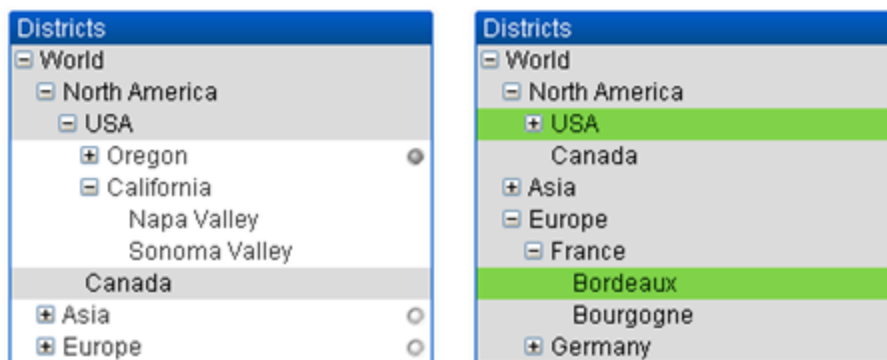 Districts
World
North America
USA
Oregon
California
Napa Valley
Sonoma Valley
Canada
Asia
Europe
Districts
World
North America
USA
Canada
Asia
Europe
France
Bordeaux
Bourgogne
Germany